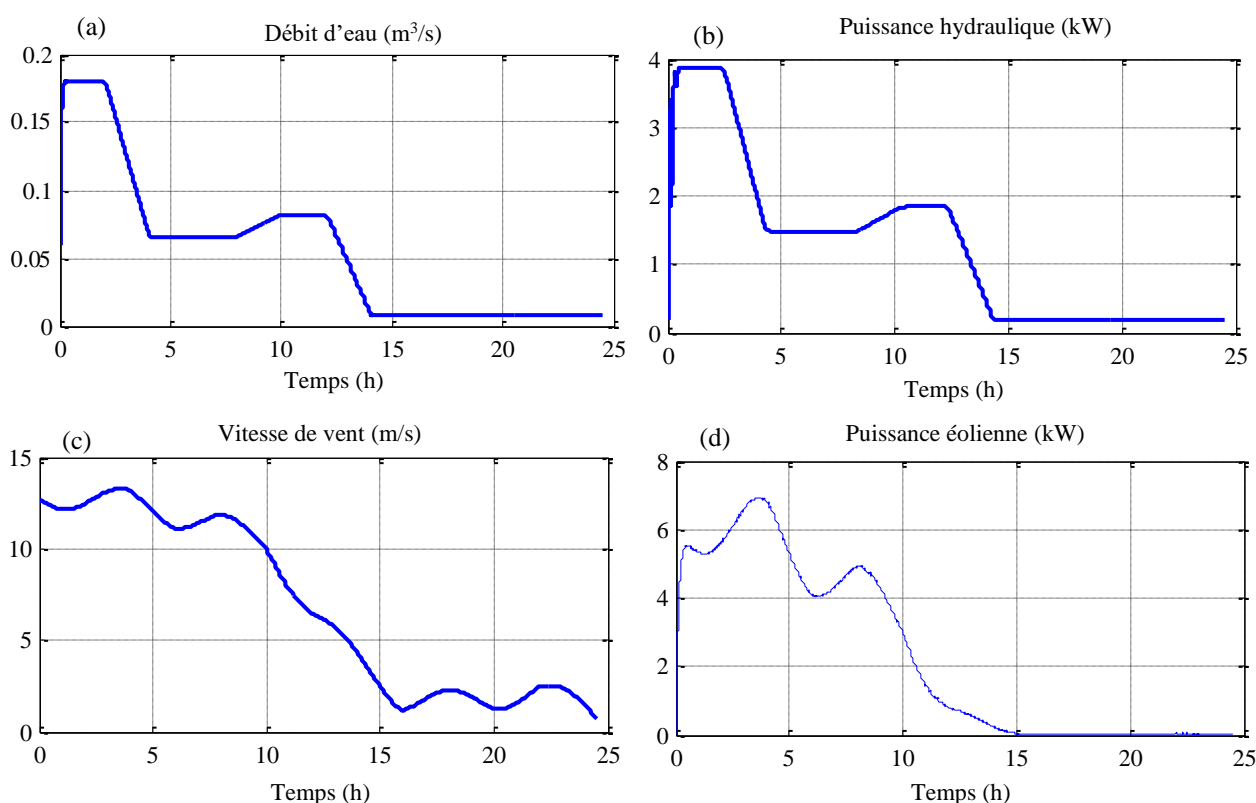 (a)
Débit d'eau (m³/s)
0.2
0.15
0.1
0.05
0
0 5 10 15 20 25
Temps (h)
(b)
Puissance hydraulique (kW)
4
3
2
1
0
0 5 10 15 20 25
Temps (h)
(c)
Vitesse de vent (m/s)
15
10
5
0
0 5 10 15 20 25
Temps (h)
(d)
Puissance éolienne (kW)
8
6
4
2
0
0 5 10 15 20 25
Temps (h)